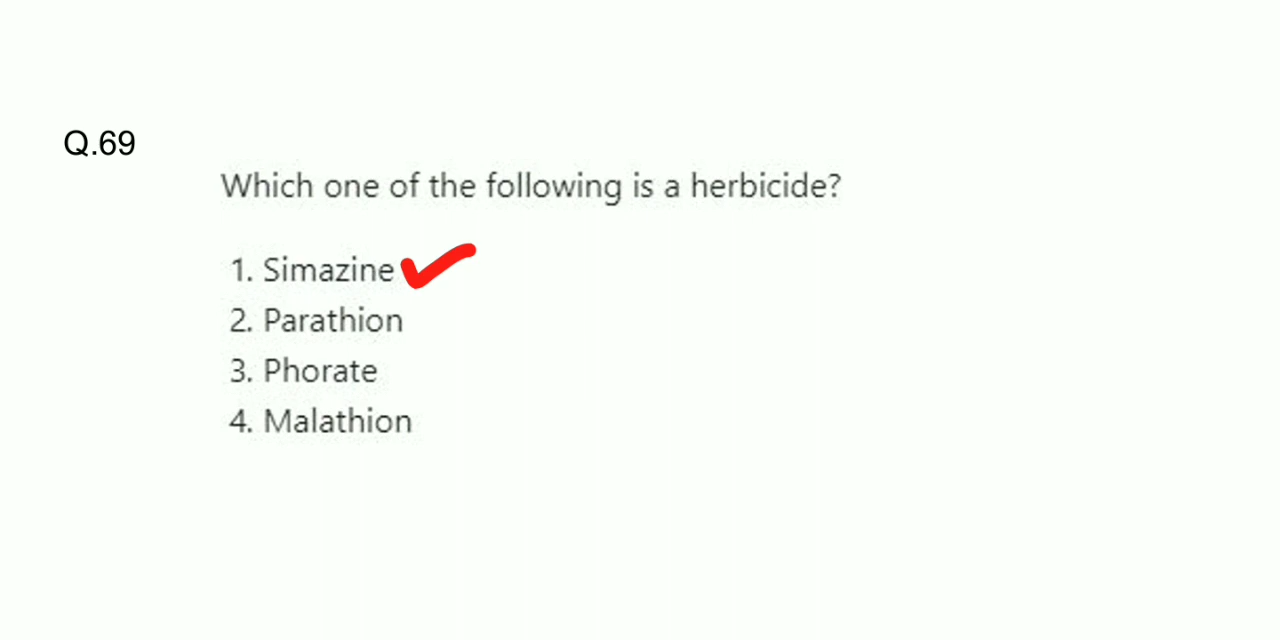 Q.69
Which one of the following is a herbicide?
1. Simazine
2. Parathion
3. Phorate
4. Malathion